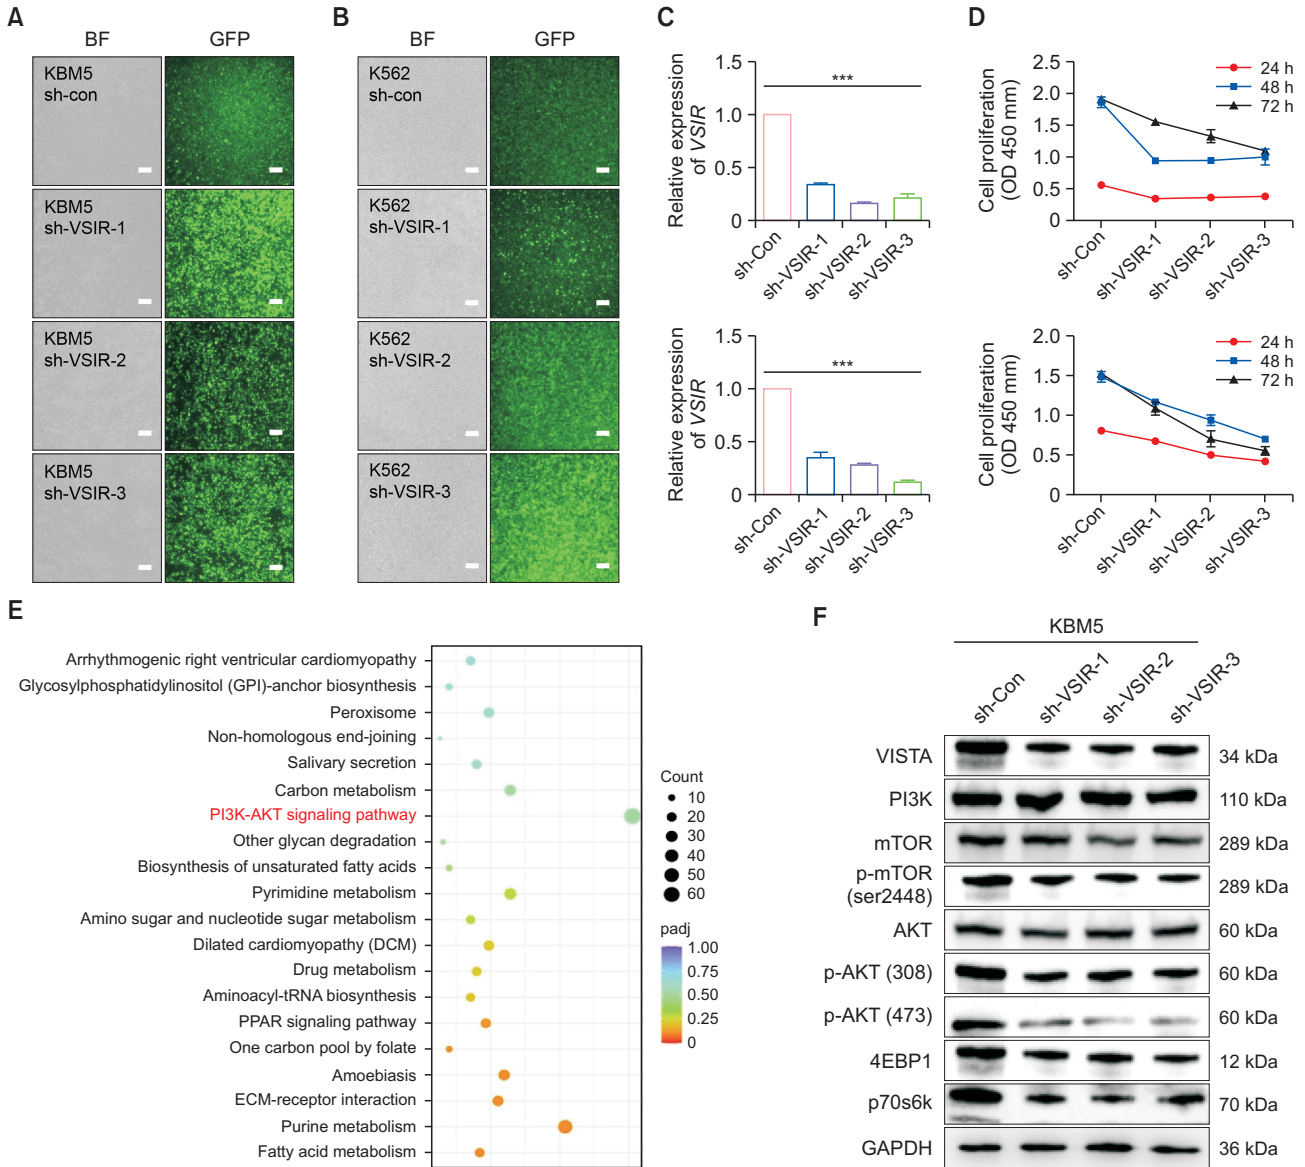 A
BF
GFP
KBM5
sh-con
KBM5
sh-VSIR-1
KBM5
sh-VSIR-2
KBM5
sh-VSIR-3
B
BF
GFP
K562
sh-con
K562
sh-VSIR-1
K562
sh-VSIR-2
K562
sh-VSIR-3
C
Relative expression
of VSIR
1.5
1.0
0.5
0
***
sh-Con
sh-VSIR-1
sh-VSIR-2
sh-VSIR-3
Relative expression
of VSIR
1.5
1.0
0.5
0
***
sh-Con
sh-VSIR-1
sh-VSIR-2
sh-VSIR-3
D
Cell proliferation
(OD 450 mm)
2.5
2.0
1.5
1.0
0.5
0
24 h
48 h
72 h
sh-Con
sh-VSIR-1
sh-VSIR-2
sh-VSIR-3
Cell proliferation
(OD 450 mm)
2.0
1.5
1.0
0.5
0
24 h
48 h
72 h
sh-Con
sh-VSIR-1
sh-VSIR-2
sh-VSIR-3
E
Arrhythmogenic right ventricular cardiomyopathy
Glycosylphosphatidylinositol (GPI)-anchor biosynthesis
Peroxisome
Non-homologous end-joining
Salivary secretion
Carbon metabolism
PI3K-AKT signaling pathway
Other glycan degradation
Biosynthesis of unsaturated fatty acids
Pyrimidine metabolism
Amino sugar and nucleotide sugar metabolism
Dilated cardiomyopathy (DCM)
Drug metabolism
Aminoacyl-tRNA biosynthesis
PPAR signaling pathway
One carbon pool by folate
Amoebiasis
ECM-receptor interaction
Purine metabolism
Fatty acid metabolism
Count
10
20
30
40
50
60
padj
1.00
0.75
0.50
0.25
0
F
KBM5
sh-Con
sh-VSIR-1
sh-VSIR-2
sh-VSIR-3
VISTA
34 kDa
PI3K
110 kDa
mTOR
289 kDa
p-mTOR
(ser2448)
289 kDa
AKT
60 kDa
p-AKT (308)
60 kDa
p-AKT (473)
60 kDa
4EBP1
12 kDa
p70s6k
70 kDa
GAPDH
36 kDa